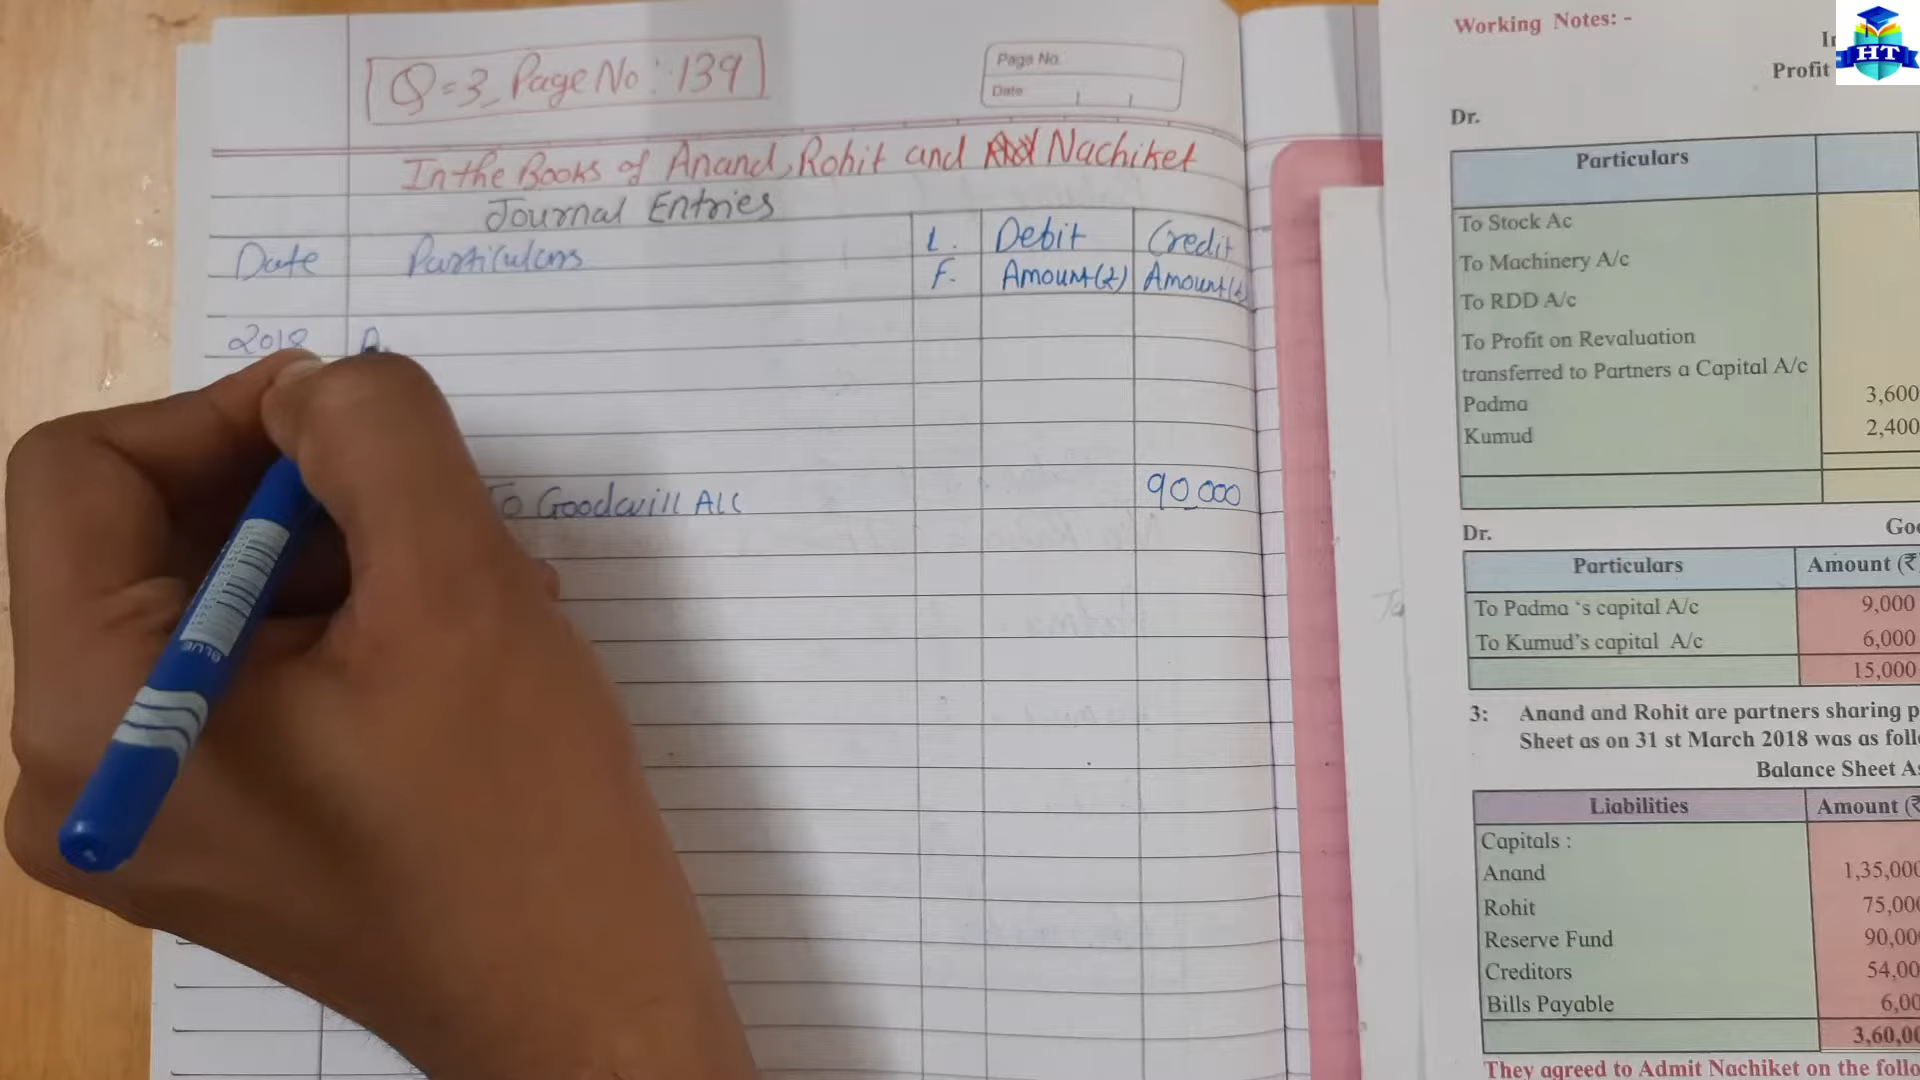 Q=3, Page No: 139
Page No.
Date
In the Books of Anand, Rohit and Nachiket
Journal Entries
Date Particulars L. F. Debit Amount(₹) Credit Amount(₹)
2018
To Goodwill A/c 90,000
Working Notes: -
Profit
HT
Dr.
Particulars
To Stock Ac
To Machinery A/c
To RDD A/c
To Profit on Revaluation
transferred to Partners a Capital A/c
Padma 3,600
Kumud 2,400
Dr.
Particulars Amount (₹
To Padma 's capital A/c 9,000
To Kumud's capital A/c 6,000
15,000
3: Anand and Rohit are partners sharing
Sheet as on 31 st March 2018 was as
Balance Sheet
Liabilities Amount (₹
Capitals :
Anand
Rohit
Reserve Fund
Creditors
Bills Payable
They agreed to Admit Nachiket on the
BLUE